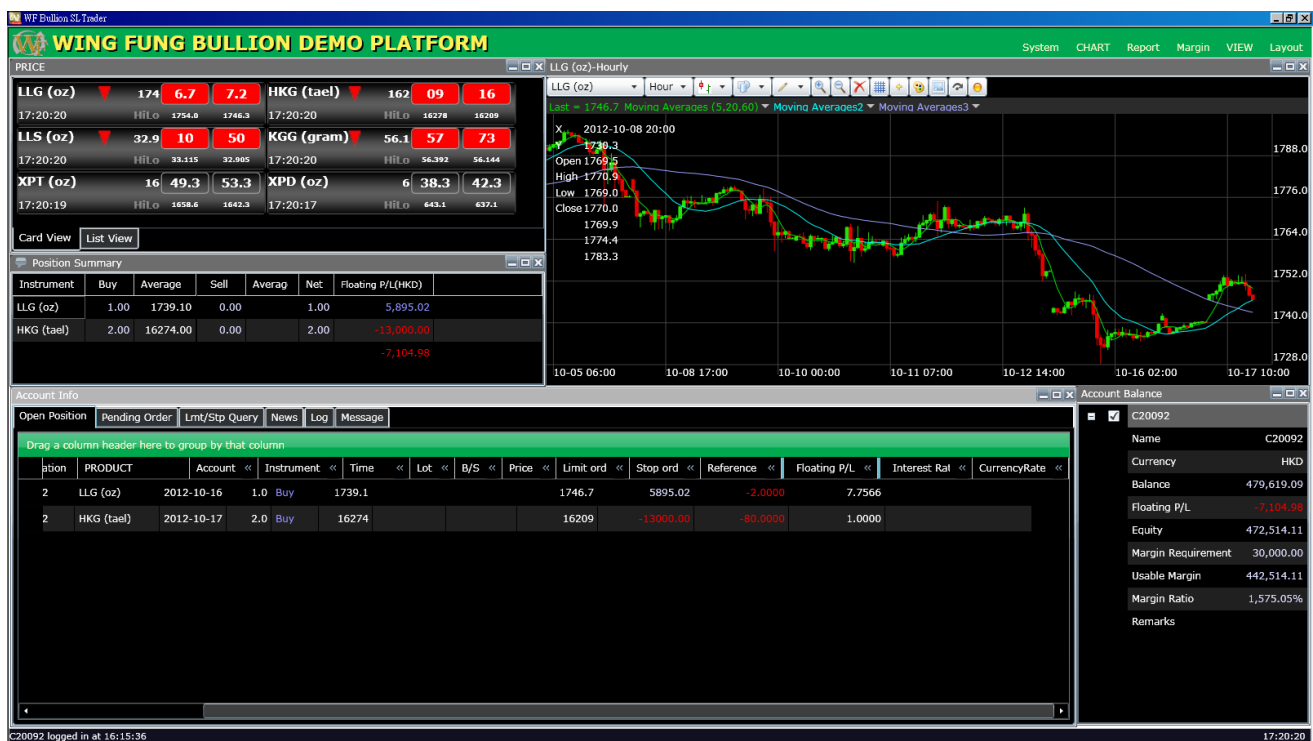 WF Bullion SL Trader
WING FUNG BULLION DEMO PLATFORM
System CHART Report Margin VIEW Layout
PRICE
LLG (oz) 174 6.7 7.2 HKG (tael) 162 09 16
17:20:20 HiLo 1754.0 1746.3 17:20:20 HiLo 16278 16209
LLS (oz) 32.9 10 50 KGG (gram) 56.1 57 73
17:20:20 HiLo 33.115 32.905 17:20:20 HiLo 56.392 56.144
XPT (oz) 16 49.3 53.3 XPD (oz) 6 38.3 42.3
17:20:19 HiLo 1658.6 1642.3 17:20:17 HiLo 643.1 637.1
Card View List View
LLG (oz)-Hourly
LLG (oz) Hour
Last = 1746.7 Moving Averages (5,20,60) Moving Averages2 Moving Averages3
X 2012-10-08 20:00
Y 1730.3
Open 1769.5
High 1770.9
Low 1769.0
Close 1770.0
1769.9
1774.4
1783.3
1788.0
1776.0
1764.0
1752.0
1740.0
1728.0
10-05 06:00 10-08 17:00 10-10 00:00 10-11 07:00 10-12 14:00 10-16 02:00 10-17 10:00
Position Summary
Instrument Buy Average Sell Averag Net Floating P/L(HKD)
LLG (oz) 1.00 1739.10 0.00 1.00 5,895.02
HKG (tael) 2.00 16274.00 0.00 2.00 -13,000.00
-7,104.98
Account Info
Open Position Pending Order Lmt/Stp Query News Log Message
Drag a column header here to group by that column
ation PRODUCT Account « Instrument « Time « Lot « B/S « Price « Limit ord « Stop ord « Reference « Floating P/L « Interest Rat « CurrencyRate «
2 LLG (oz) 2012-10-16 1.0 Buy 1739.1 1746.7 5895.02 -2.0000 7.7566
2 HKG (tael) 2012-10-17 2.0 Buy 16274 16209 -13000.00 -80.0000 1.0000
Account Balance
C20092
Name C20092
Currency HKD
Balance 479,619.09
Floating P/L -7,104.98
Equity 472,514.11
Margin Requirement 30,000.00
Usable Margin 442,514.11
Margin Ratio 1,575.05%
Remarks
C20092 logged in at 16:15:36 17:20:20